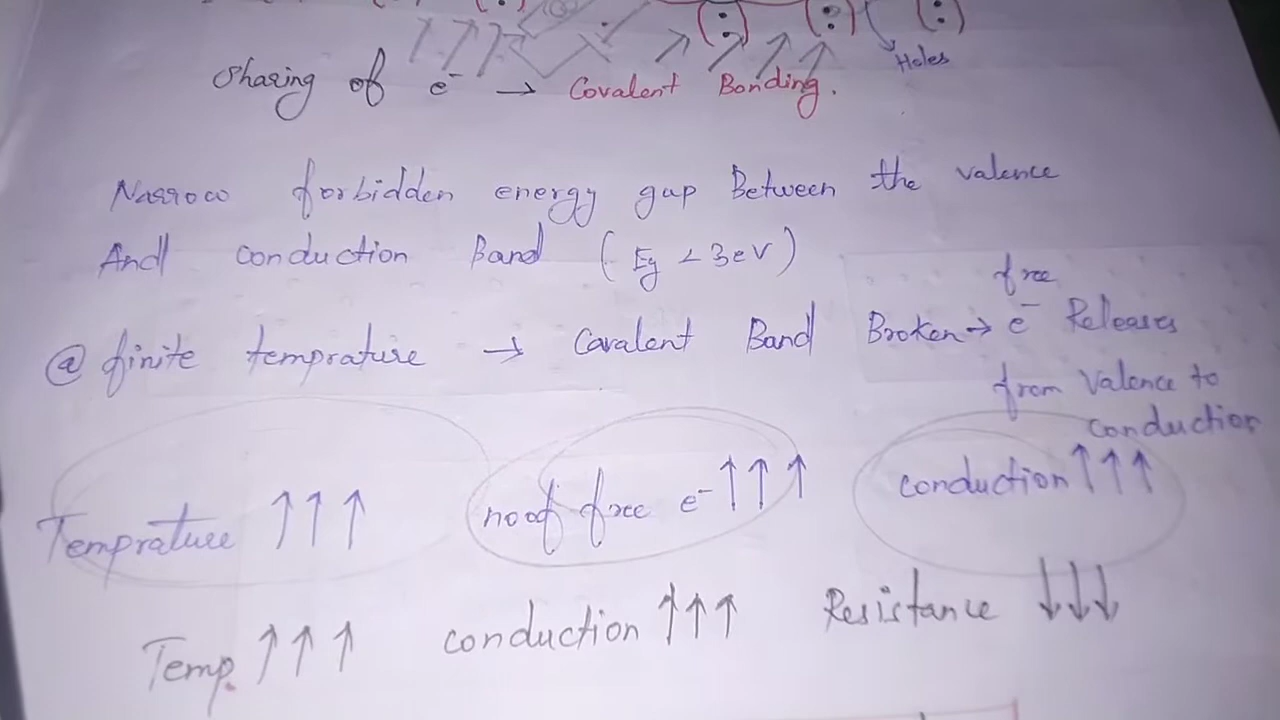 Holes
Sharing of e⁻ → Covalent Bonding.
Narrow forbidden energy gap Between the valence
And conduction Band (Eg < 3eV)
@ finite temprature → Covalent Band Broken → free e⁻ Releases
from Valence to
conduction
Temprature ↑↑↑ no of free e⁻ ↑↑↑ conduction ↑↑↑
Temp. ↑↑↑ conduction ↑↑↑ Resistance ↓↓↓